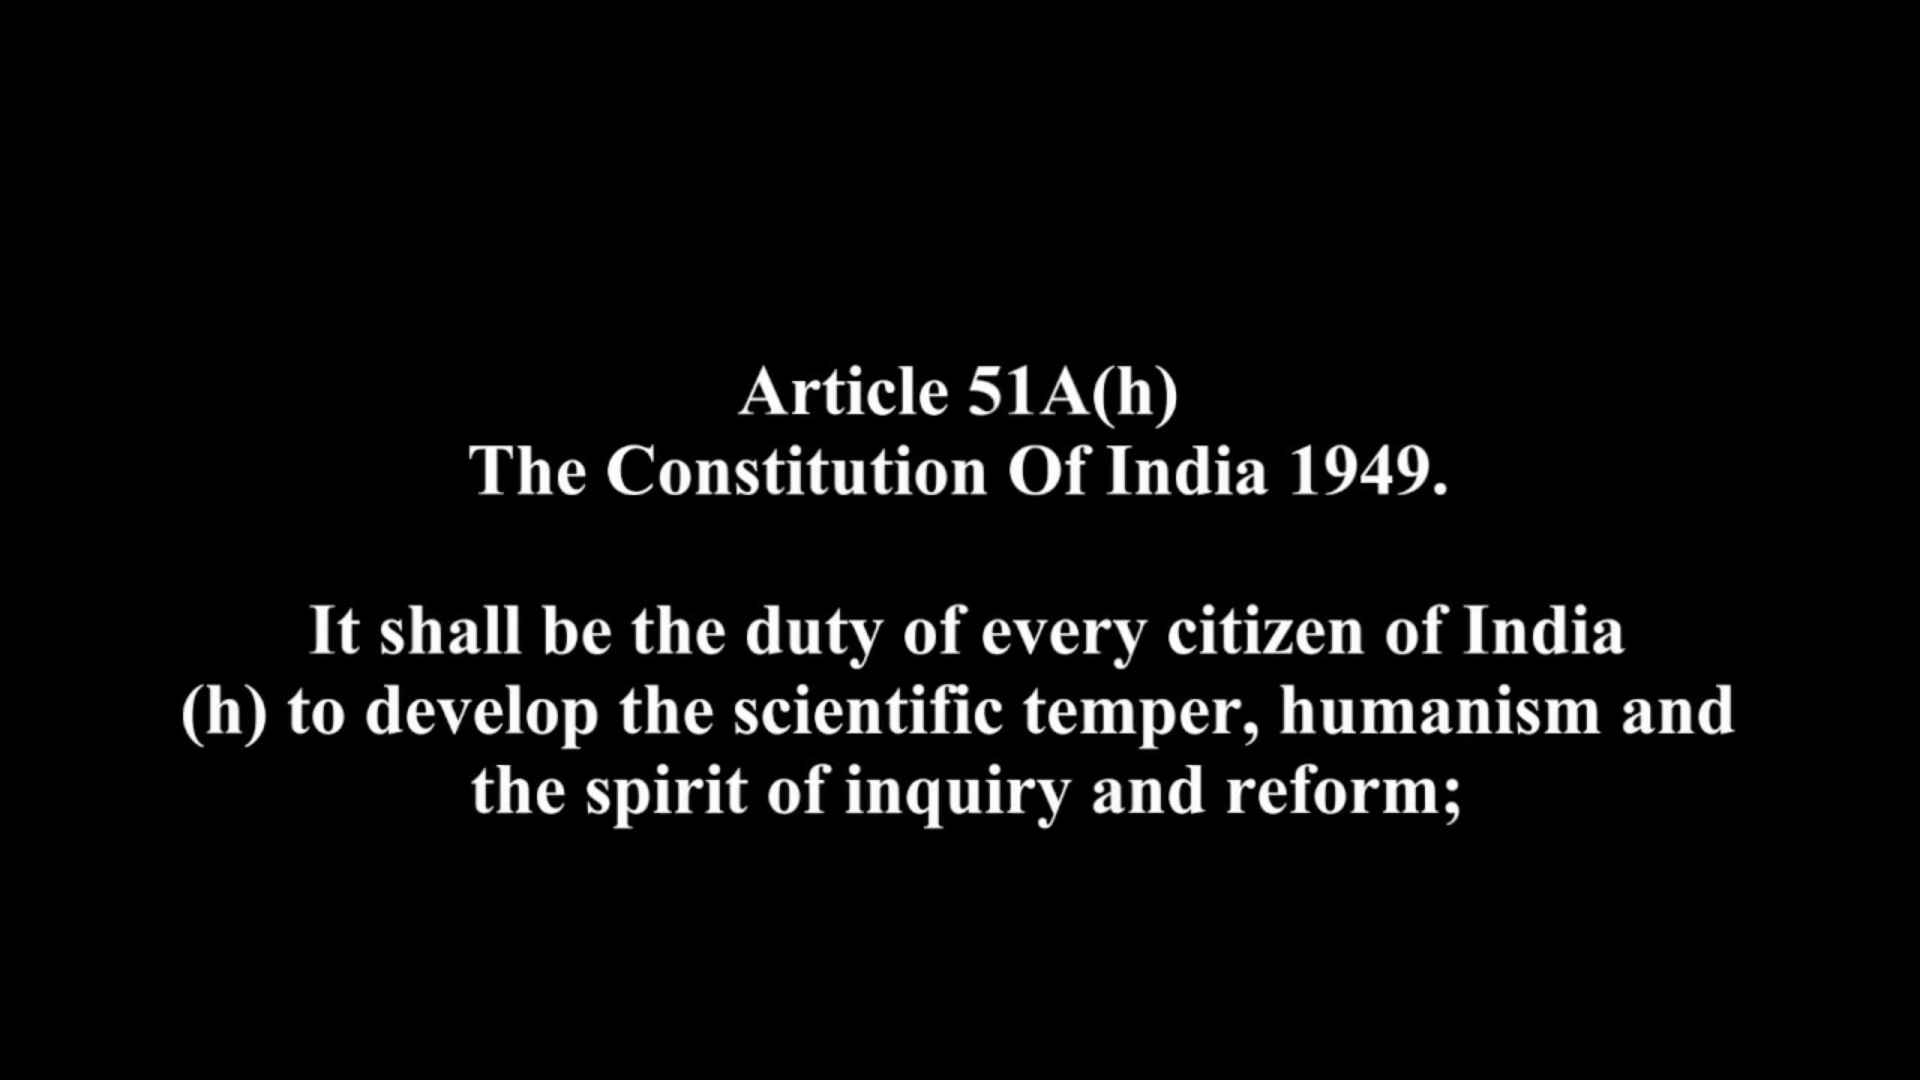 Article 51A(h)
The Constitution Of India 1949.
It shall be the duty of every citizen of India
(h) to develop the scientific temper, humanism and
the spirit of inquiry and reform;